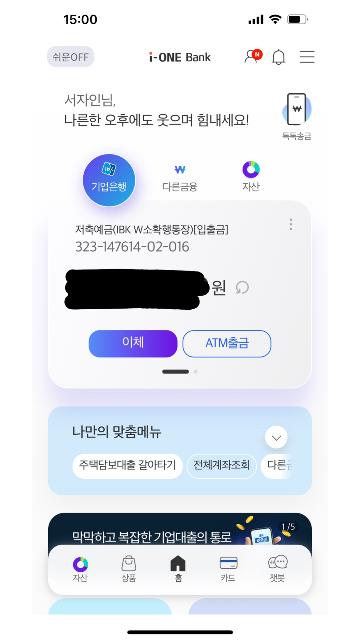 15:00
쉬운OFF
i-ONE Bank
N
서자인님,
나른한 오후에도 웃으며 힘내세요!
톡톡송금
기업은행
다른금융
자산
저축예금(IBK W소확행통장)[입출금]
323-147614-02-016
원
이체
ATM출금
나만의 맞춤메뉴
주택담보대출 갈아타기
전체계좌조회
다른금
막막하고 복잡한 기업대출의 통로
1/5
자산
상품
홈
카드
챗봇